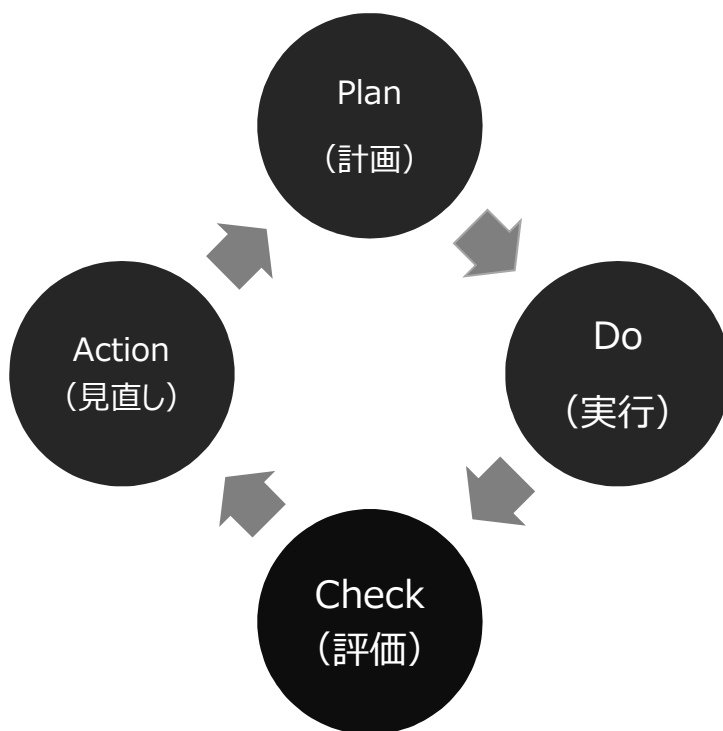 Plan
（計画）
Do
（実行）
Check
（評価）
Action
（見直し）